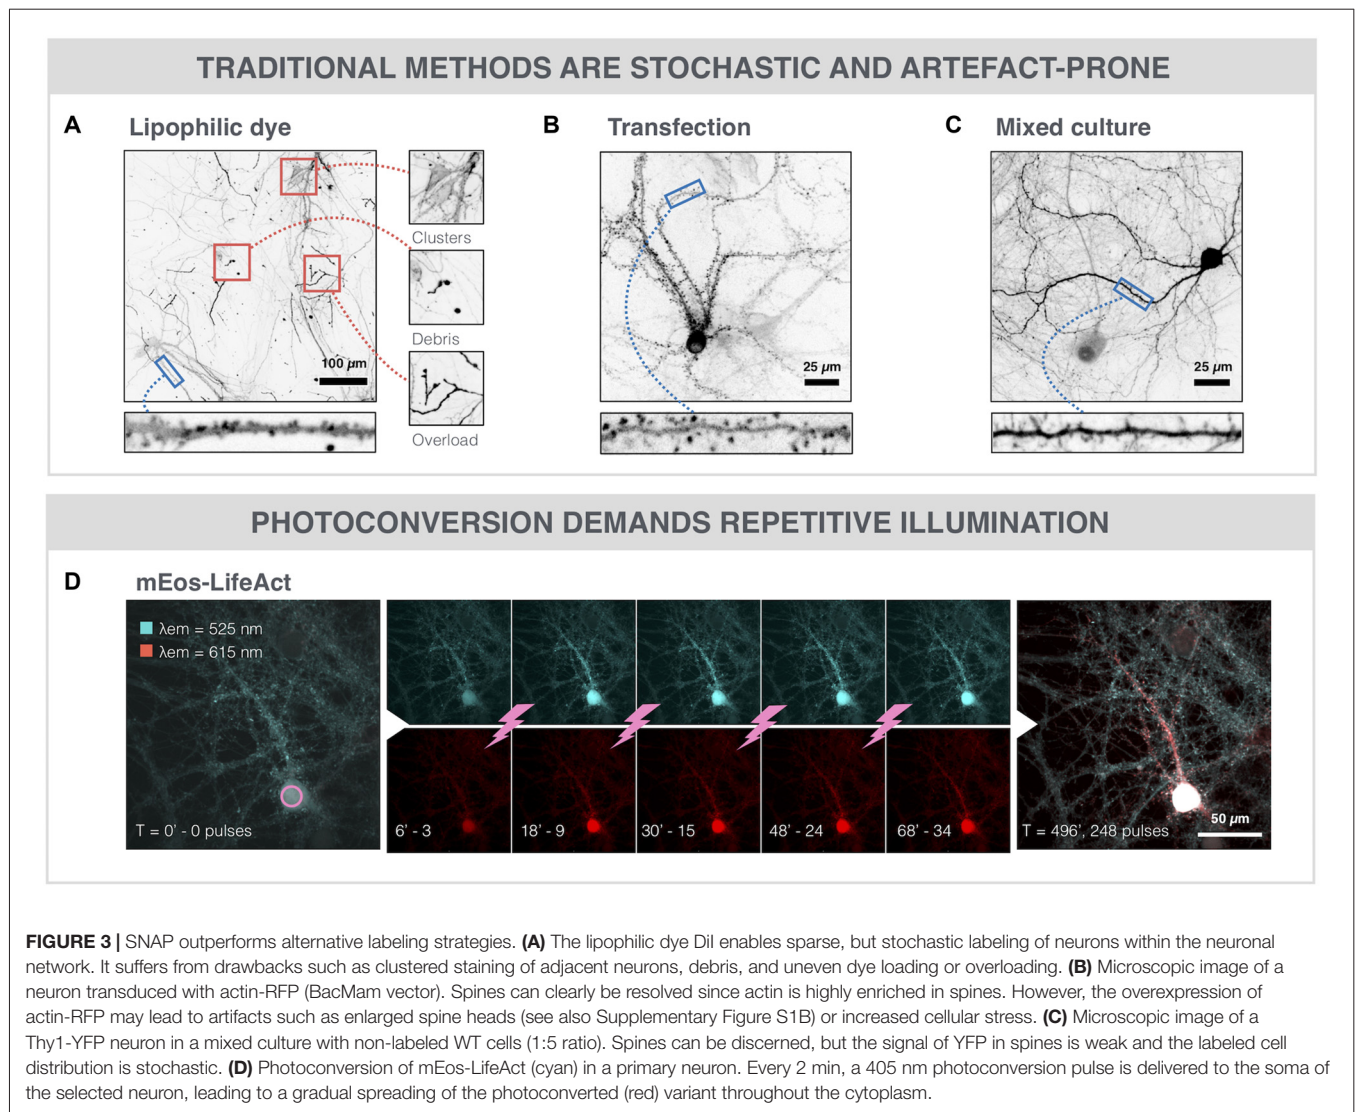 TRADITIONAL METHODS ARE STOCHASTIC AND ARTEFACT-PRONE
A Lipophilic dye
Clusters
Debris
Overload
100 µm
B Transfection
25 µm
C Mixed culture
25 µm
PHOTOCONVERSION DEMANDS REPETITIVE ILLUMINATION
D mEos-LifeAct
λem = 525 nm
λem = 615 nm
T = 0' - 0 pulses
6' - 3
18' - 9
30' - 15
48' - 24
68' - 34
T = 496', 248 pulses
50 µm
FIGURE 3 | SNAP outperforms alternative labeling strategies. (A) The lipophilic dye DiI enables sparse, but stochastic labeling of neurons within the neuronal
network. It suffers from drawbacks such as clustered staining of adjacent neurons, debris, and uneven dye loading or overloading. (B) Microscopic image of a
neuron transduced with actin-RFP (BacMam vector). Spines can clearly be resolved since actin is highly enriched in spines. However, the overexpression of
actin-RFP may lead to artifacts such as enlarged spine heads (see also Supplementary Figure S1B) or increased cellular stress. (C) Microscopic image of a
Thy1-YFP neuron in a mixed culture with non-labeled WT cells (1:5 ratio). Spines can be discerned, but the signal of YFP in spines is weak and the labeled cell
distribution is stochastic. (D) Photoconversion of mEos-LifeAct (cyan) in a primary neuron. Every 2 min, a 405 nm photoconversion pulse is delivered to the soma of
the selected neuron, leading to a gradual spreading of the photoconverted (red) variant throughout the cytoplasm.